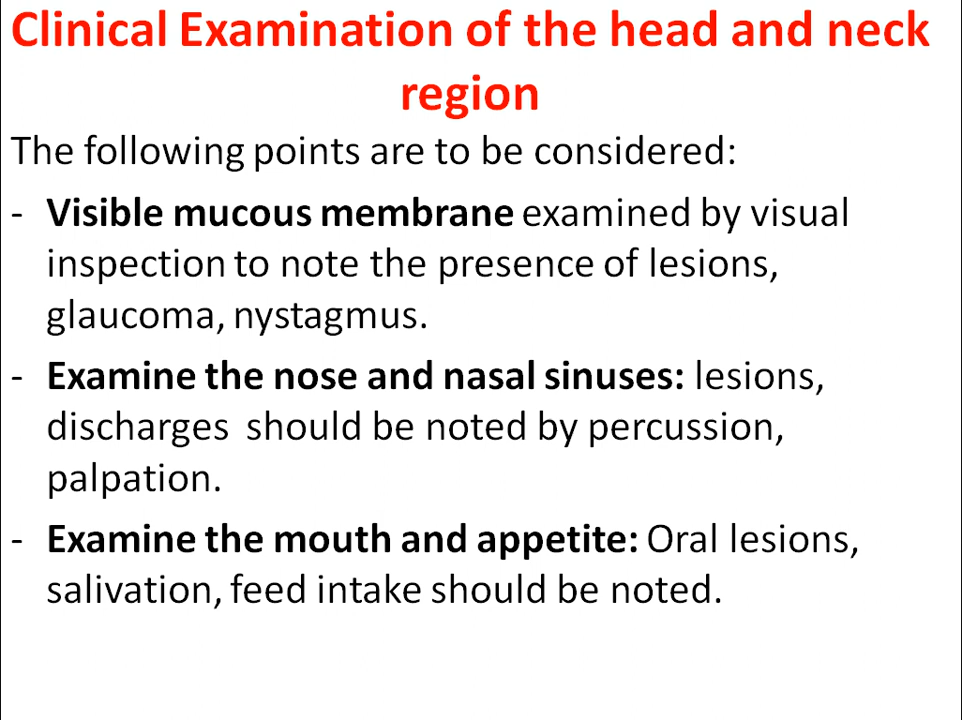 Clinical Examination of the head and neck
region
The following points are to be considered:
- Visible mucous membrane examined by visual
inspection to note the presence of lesions,
glaucoma, nystagmus.
- Examine the nose and nasal sinuses: lesions,
discharges should be noted by percussion,
palpation.
- Examine the mouth and appetite: Oral lesions,
salivation, feed intake should be noted.